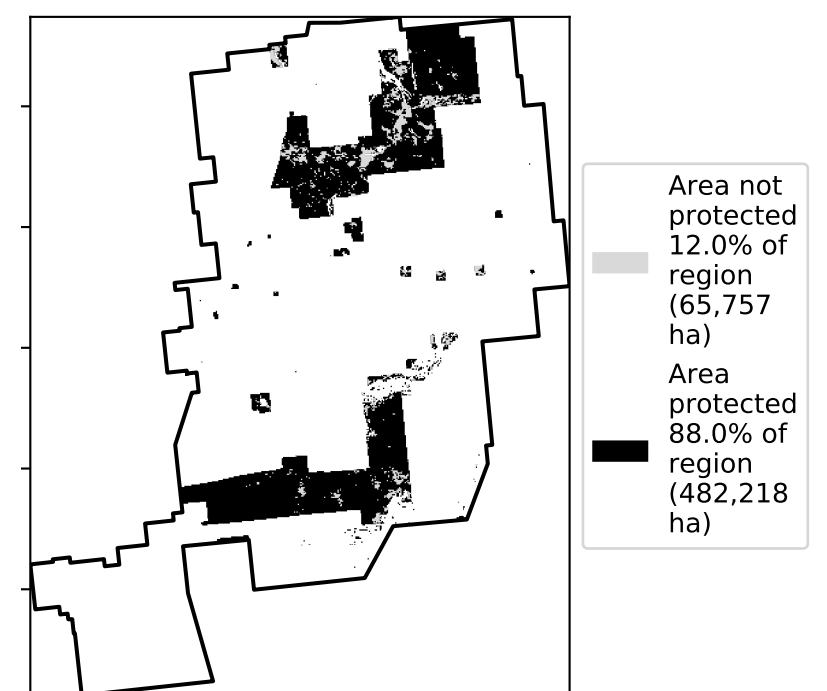 Area not
protected
12.0% of
region
(65,757
ha)
Area
protected
88.0% of
region
(482,218
ha)